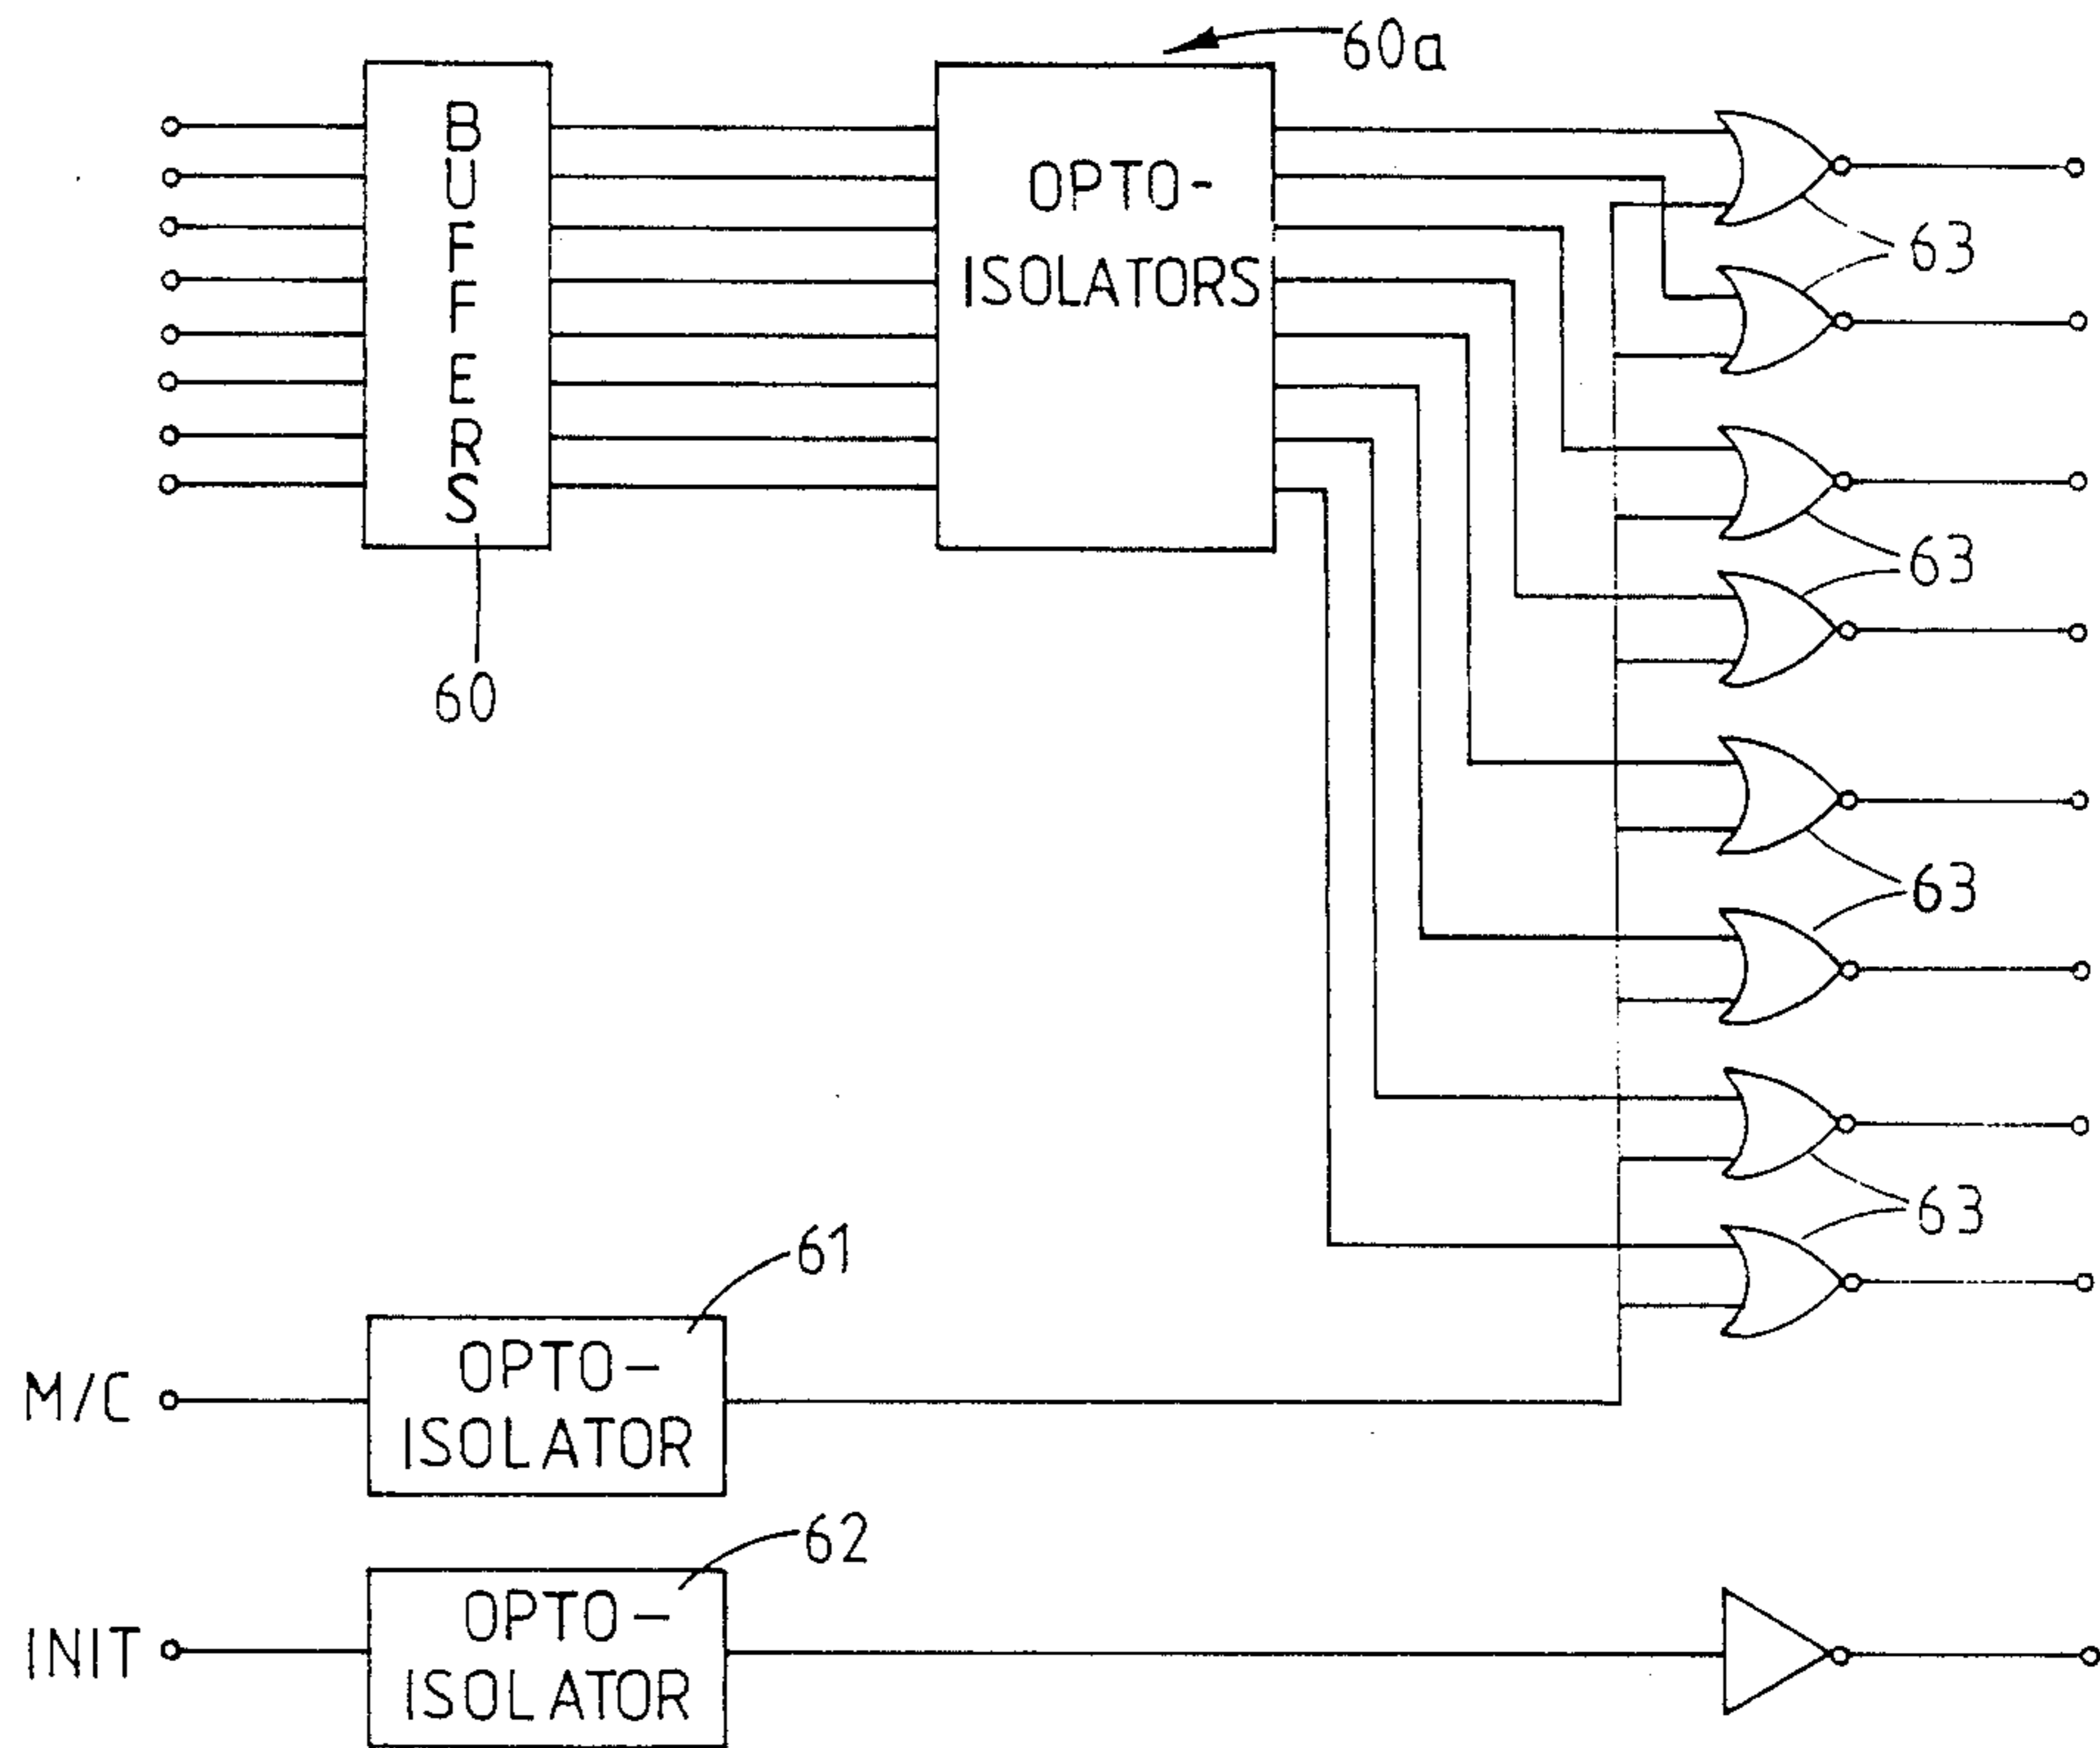 60a
BUFFERS
OPTO-
ISOLATORS
63
63
60
63
63
61
OPTO-
ISOLATOR
M/C
62
OPTO-
ISOLATOR
INIT